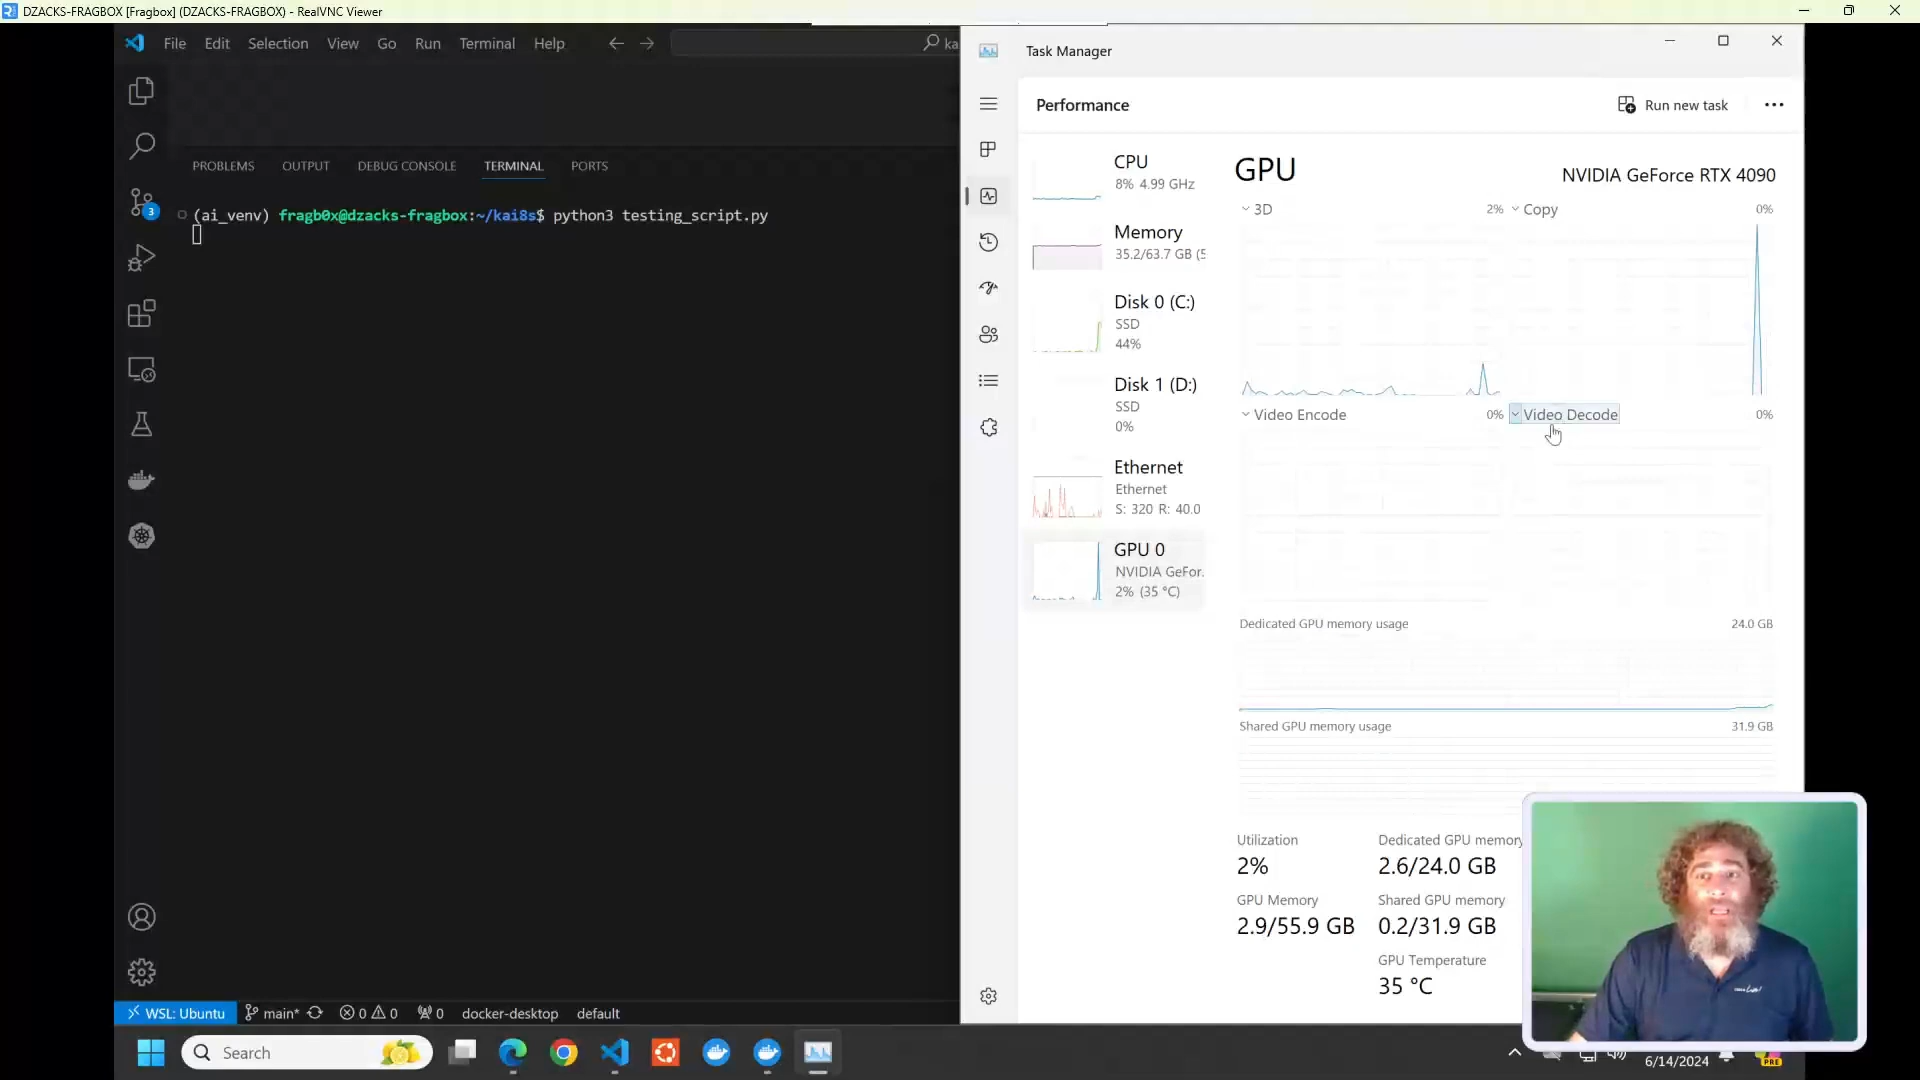 DZACKS-FRAGBOX [Fragbox] (DZACKS-FRAGBOX) - RealVNC Viewer
File Edit Selection View Go Run Terminal Help
ka
PROBLEMS OUTPUT DEBUG CONSOLE TERMINAL PORTS
(ai_venv) fragb0x@dzacks-fragbox:~/kai8s$ python3 testing_script.py
3
WSL: Ubuntu main* 0 0 0 docker-desktop default
Task Manager
Performance Run new task
CPU
8% 4.99 GHz
Memory
35.2/63.7 GB (5
Disk 0 (C:)
SSD
44%
Disk 1 (D:)
SSD
0%
Ethernet
Ethernet
S: 320 R: 40.0
GPU 0
NVIDIA GeFor.
2% (35 °C)
GPU NVIDIA GeForce RTX 4090
3D 2% Copy 0%
Video Encode 0% Video Decode 0%
Dedicated GPU memory usage 24.0 GB
Shared GPU memory usage 31.9 GB
Utilization
2%
Dedicated GPU memory
2.6/24.0 GB
GPU Memory
2.9/55.9 GB
Shared GPU memory
0.2/31.9 GB
GPU Temperature
35 °C
Search
6/14/2024
PRE